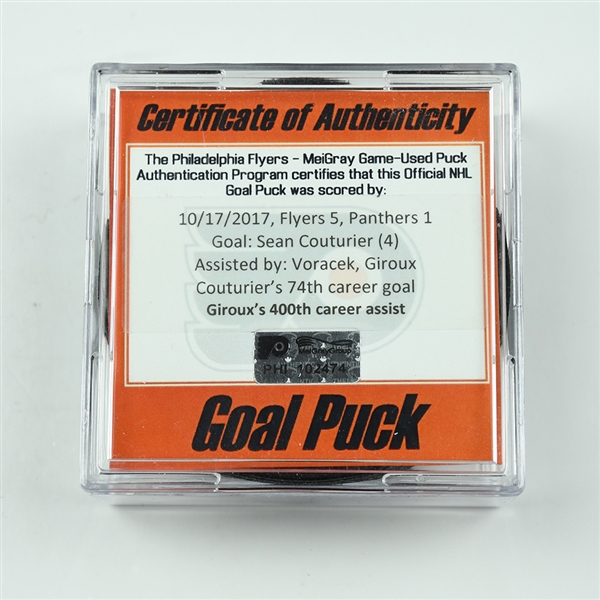 Certificate of Authenticity
The Philadelphia Flyers - MeiGray Game-Used Puck
Authentication Program certifies that this Official NHL
Goal Puck was scored by:
10/17/2017, Flyers 5, Panthers 1
Goal: Sean Couturier (4)
Assisted by: Voracek, Giroux
Couturier's 74th career goal
Giroux's 400th career assist
MeiGrayGroup
PHI 102474
Goal Puck